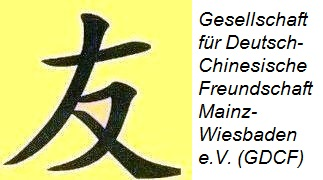 友
Gesellschaft
für Deutsch-
Chinesische
Freundschaft
Mainz-
Wiesbaden
e.V. (GDCF)